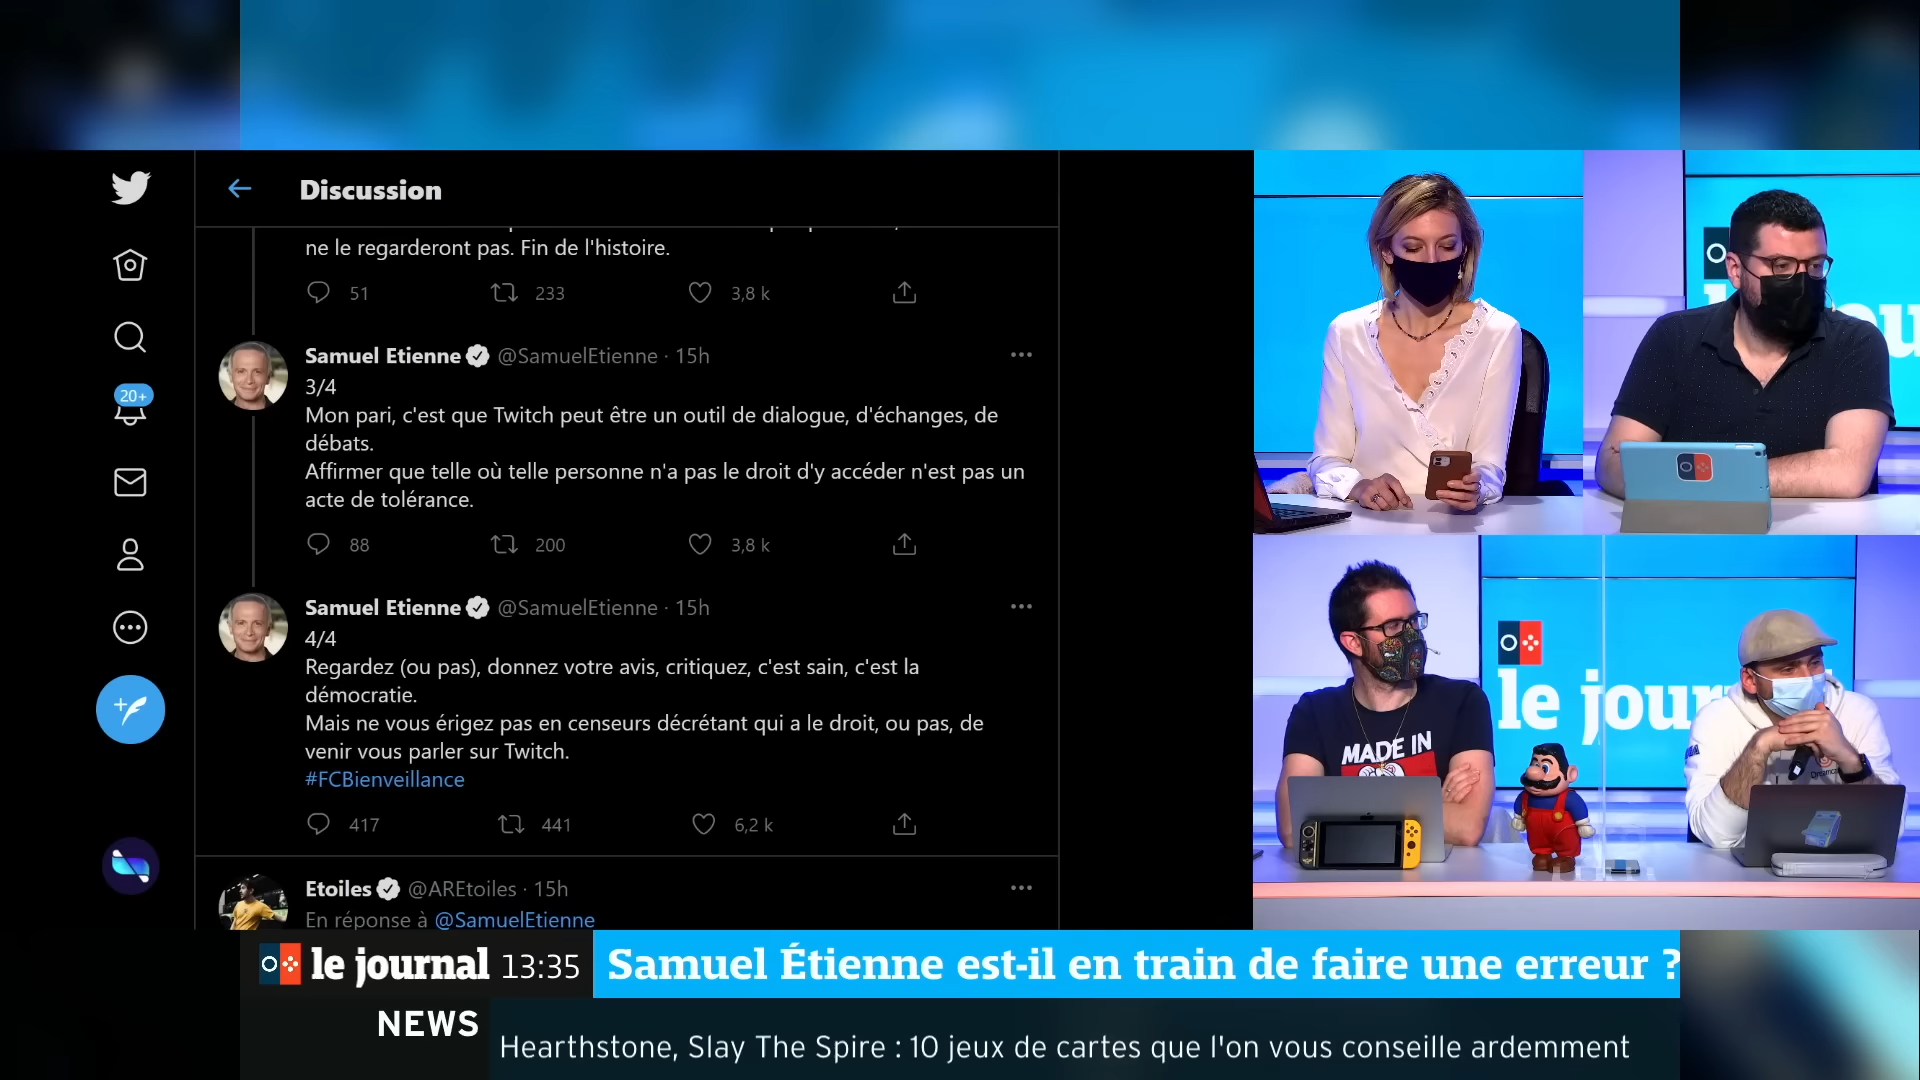 Discussion
ne le regarderont pas. Fin de l'histoire.
51 233 3,8 k
Samuel Etienne @SamuelEtienne · 15h
3/4
Mon pari, c'est que Twitch peut être un outil de dialogue, d'échanges, de
débats.
Affirmer que telle où telle personne n'a pas le droit d'y accéder n'est pas un
acte de tolérance.
88 200 3,8 k
20+
Samuel Etienne @SamuelEtienne · 15h
4/4
Regardez (ou pas), donnez votre avis, critiquez, c'est sain, c'est la
démocratie.
Mais ne vous érigez pas en censeurs décrétant qui a le droit, ou pas, de
venir vous parler sur Twitch.
#FCBienveillance
417 441 6,2 k
Etoiles @AREtoiles · 15h
En réponse à @SamuelEtienne
le jour
MADE IN
le journal 13:35
Samuel Étienne est-il en train de faire une erreur ?
NEWS
Hearthstone, Slay The Spire : 10 jeux de cartes que l'on vous conseille ardemment